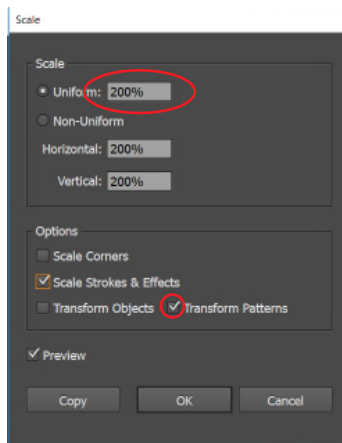 Scale
Scale
Uniform: 200%
Non-Uniform
Horizontal: 200%
Vertical: 200%
Options
Scale Corners
Scale Strokes & Effects
Transform Objects Transform Patterns
Preview
Copy OK Cancel